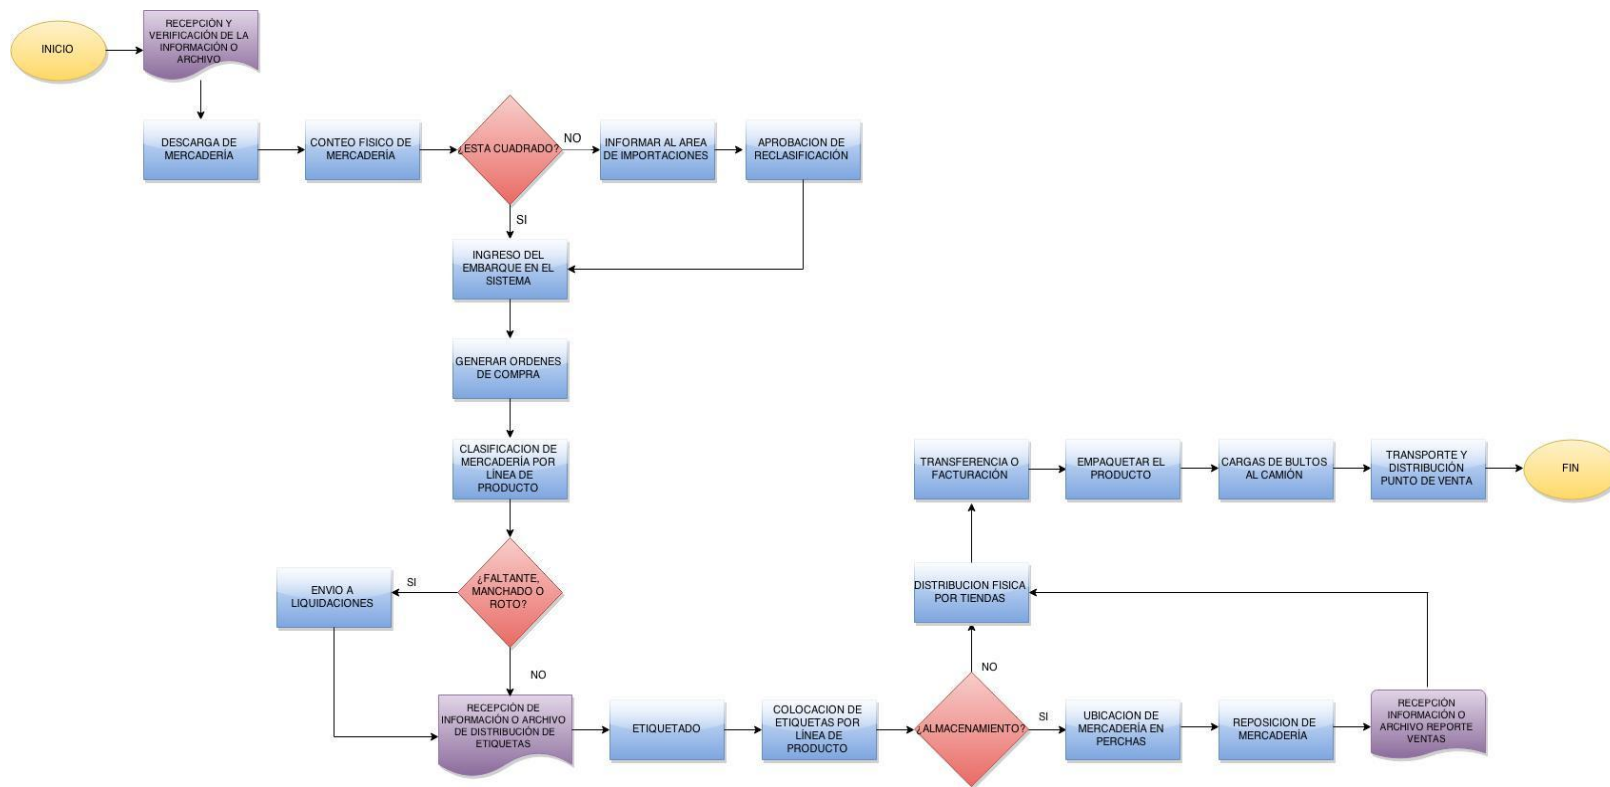 INICIO
RECEPCIÓN Y
VERIFICACIÓN DE LA
INFORMACIÓN O
ARCHIVO
DESCARGA DE
MERCADERÍA
CONTEO FÍSICO DE
MERCADERÍA
¿ESTA CUADRADO?
NO
INFORMAR AL AREA
DE IMPORTACIONES
APROBACION DE
RECLASIFICACIÓN
SI
INGRESO DEL
EMBARQUE EN EL
SISTEMA
GENERAR ORDENES
DE COMPRA
CLASIFICACION DE
MERCADERÍA POR
LÍNEA DE
PRODUCTO
¿FALTANTE,
MANCHADO O
ROTO?
SI
ENVIO A
LIQUIDACIONES
NO
RECEPCIÓN DE
INFORMACIÓN O ARCHIVO
DE DISTRIBUCIÓN DE
ETIQUETAS
ETIQUETADO
COLOCACION DE
ETIQUETAS POR
LÍNEA DE
PRODUCTO
¿ALMACENAMIENTO?
SI
UBICACION DE
MERCADERÍA EN
PERCHAS
REPOSICION DE
MERCADERÍA
RECEPCIÓN
INFORMACIÓN O
ARCHIVO REPORTE
VENTAS
NO
DISTRIBUCION FISICA
POR TIENDAS
TRANSFERENCIA O
FACTURACIÓN
EMPAQUETAR EL
PRODUCTO
CARGAS DE BULTOS
AL CAMIÓN
TRANSPORTE Y
DISTRIBUCIÓN
PUNTO DE VENTA
FIN